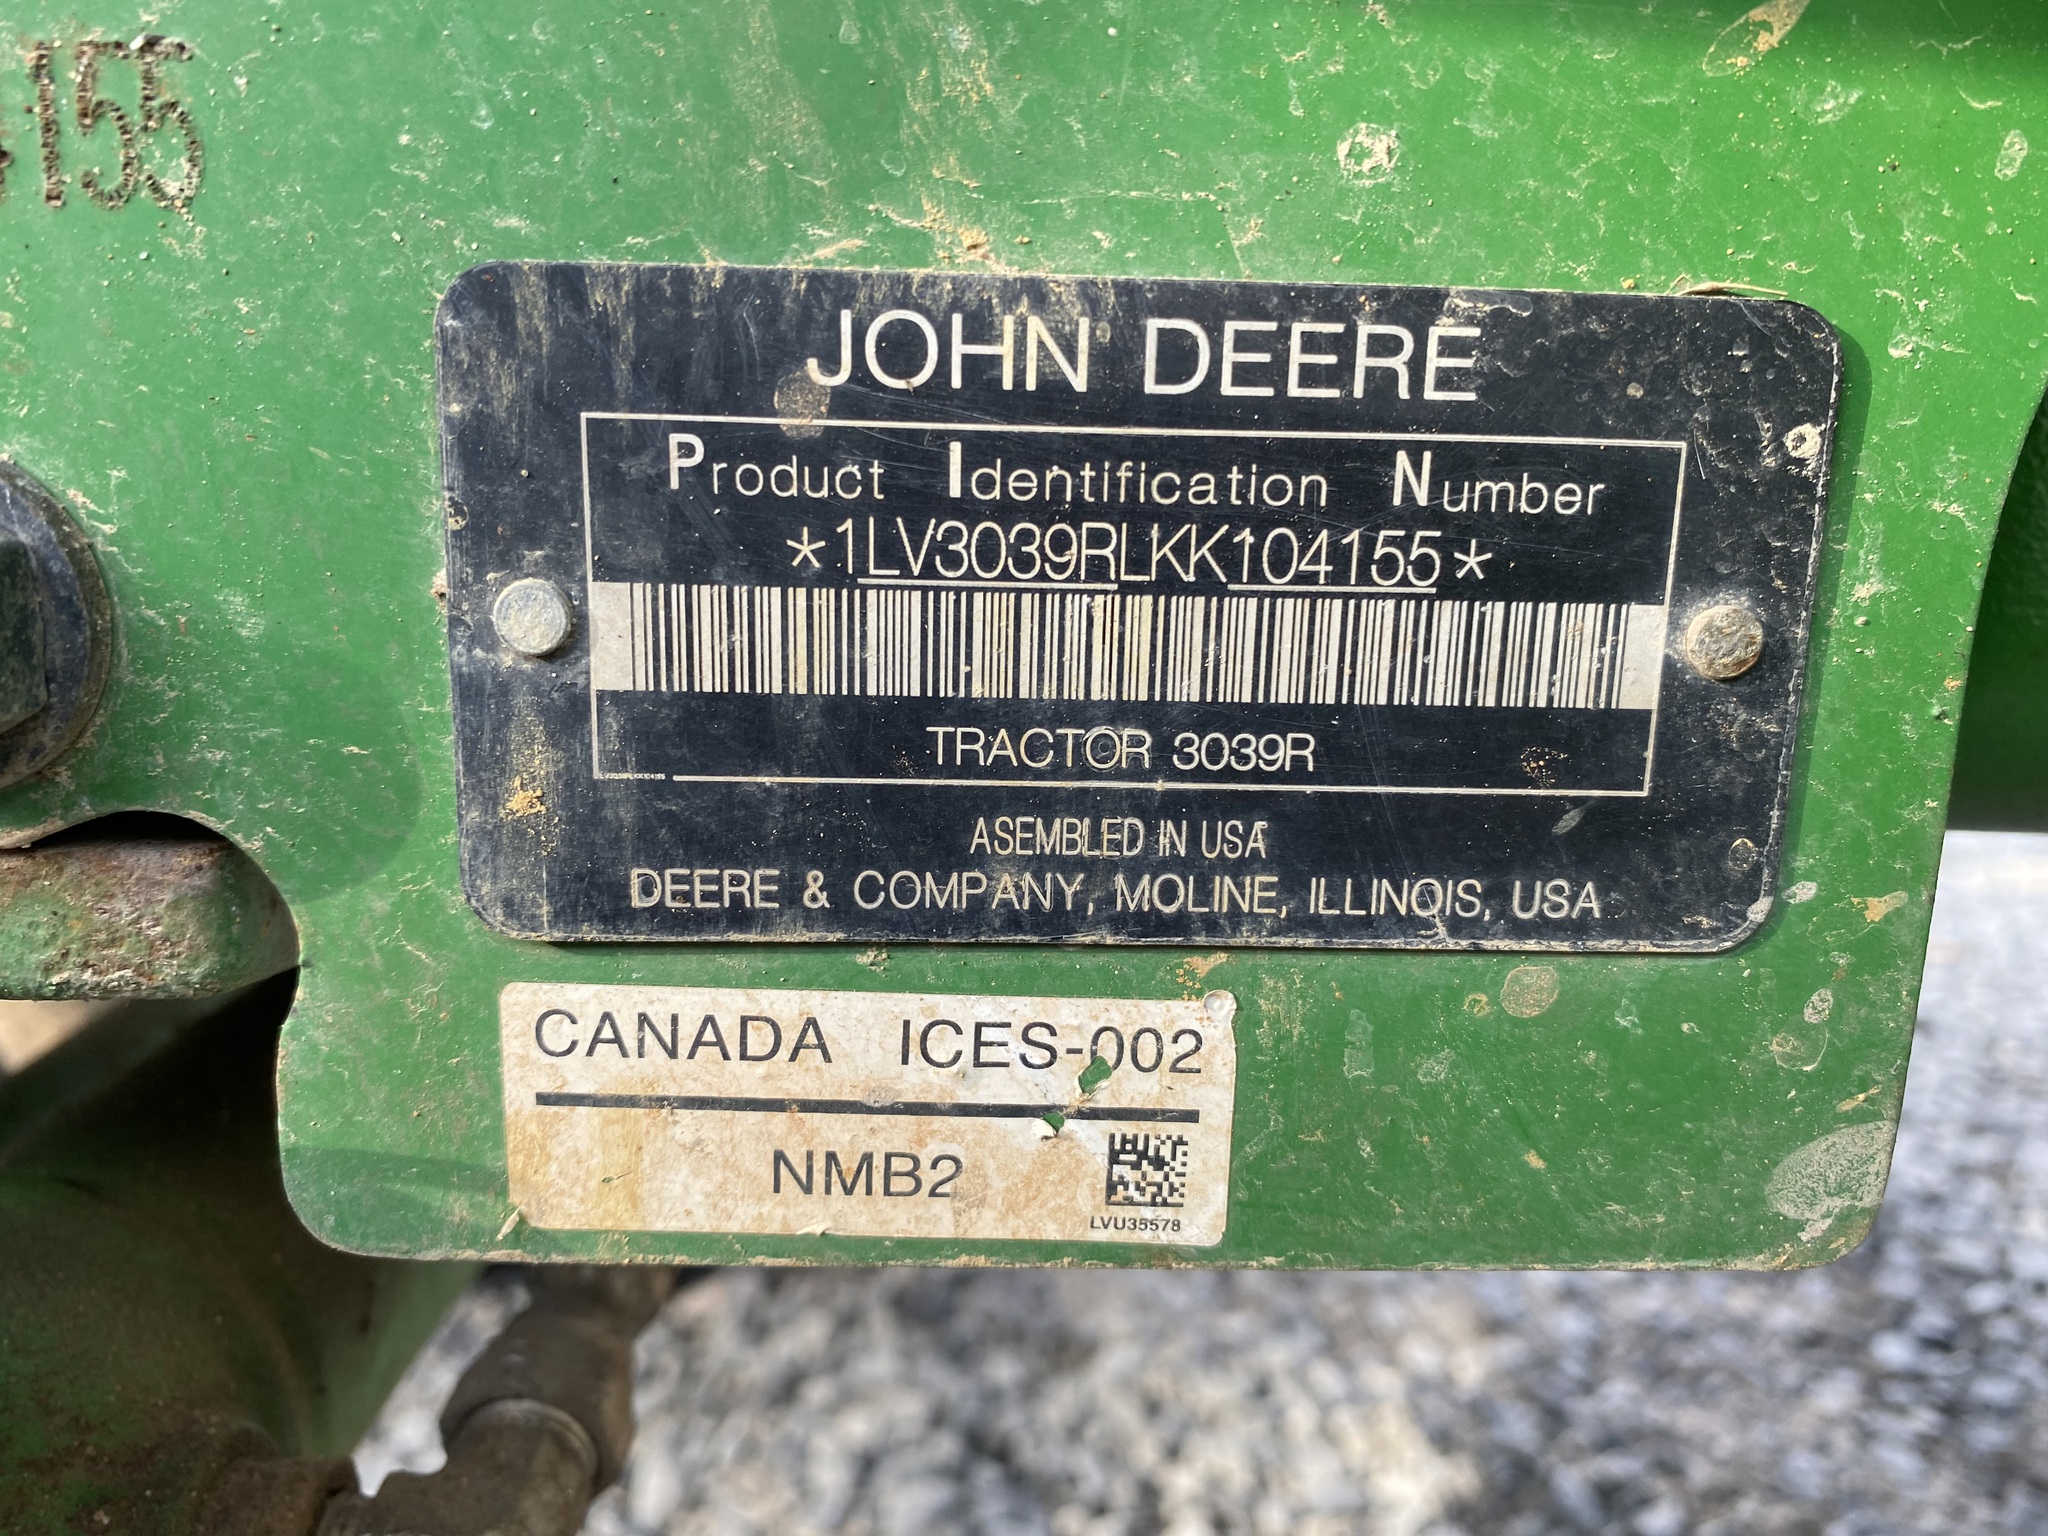 155
JOHN DEERE
Product Identification Number
*1LV3039RLKK104155*
TRACTOR 3039R
LV3039RLKK104155
ASEMBLED IN USA
DEERE & COMPANY, MOLINE, ILLINOIS, USA
CANADA ICES-002
NMB2
LVU35578